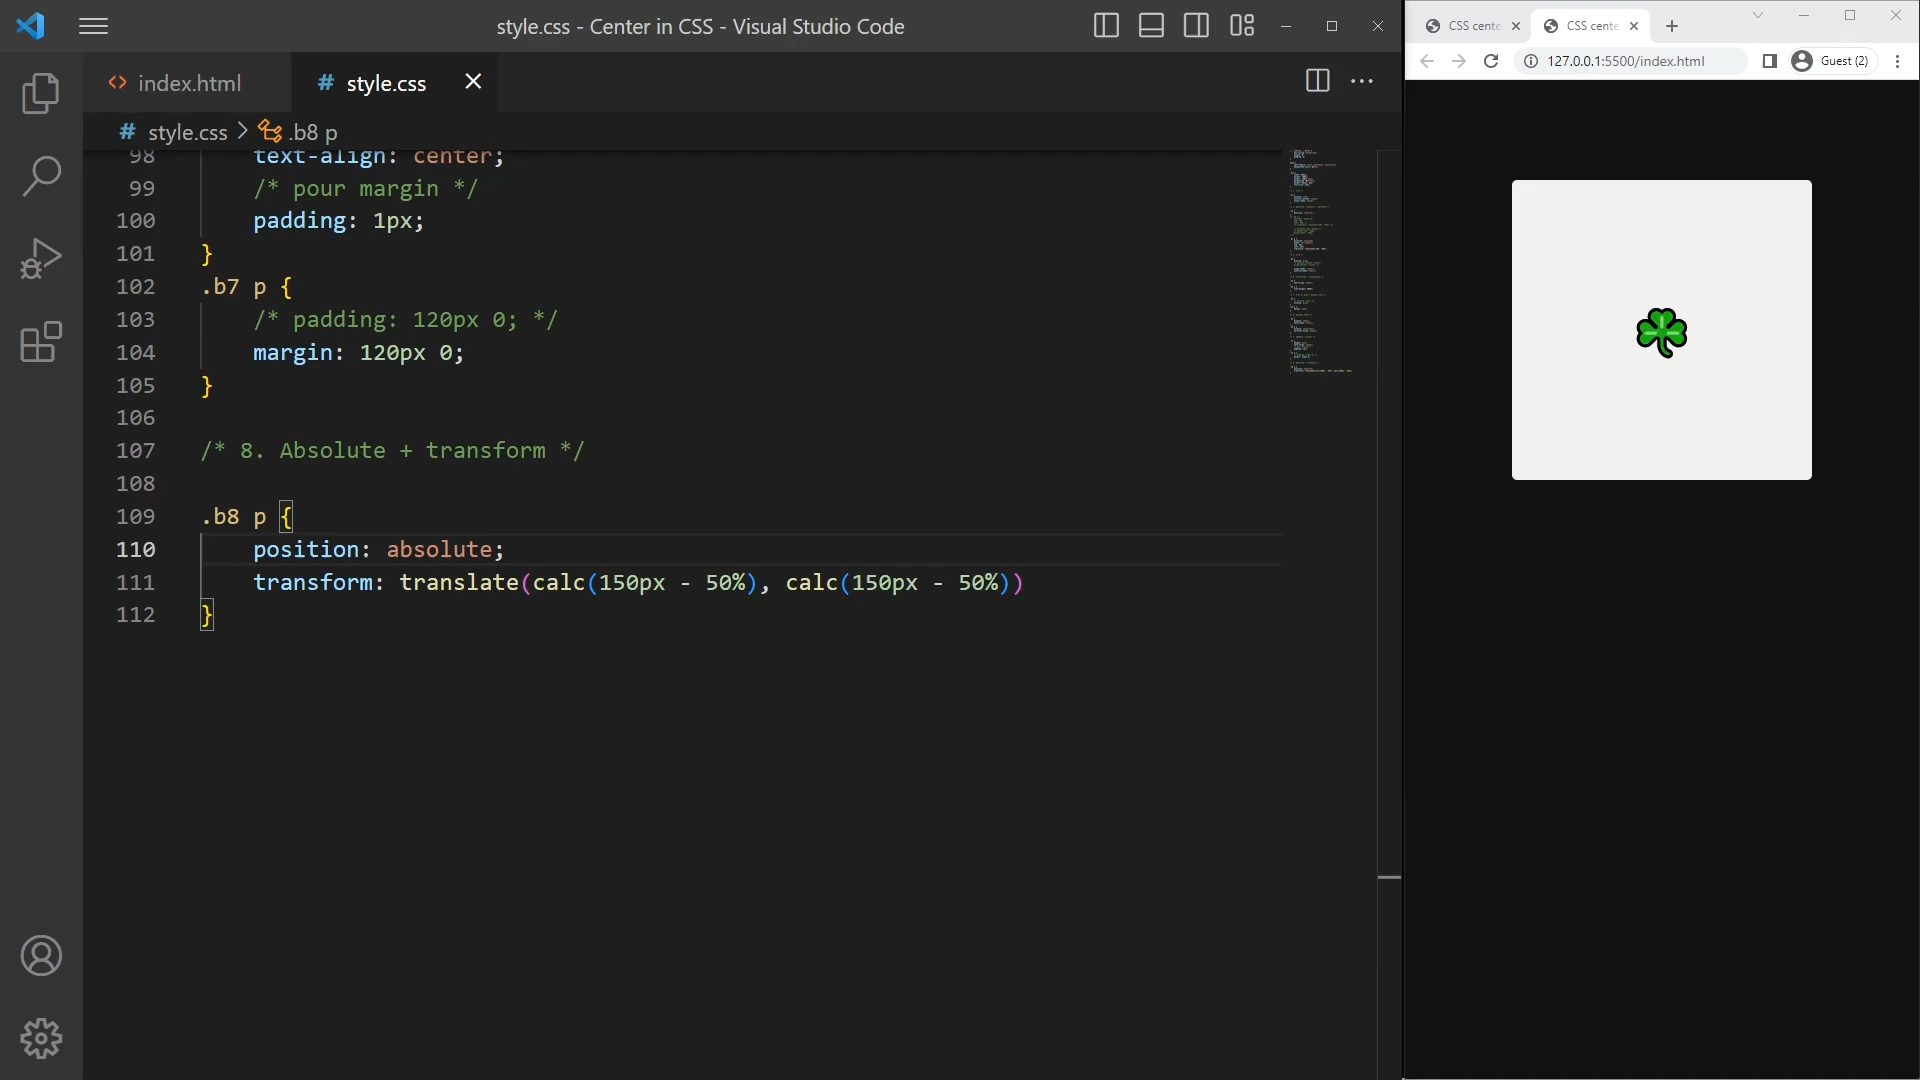 style.css - Center in CSS - Visual Studio Code
index.html
# style.css
# style.css > .b8 p
98 text-align: center;
99 /* pour margin */
100 padding: 1px;
101 }
102 .b7 p {
103 /* padding: 120px 0; */
104 margin: 120px 0;
105 }
106
107 /* 8. Absolute + transform */
108
109 .b8 p {
110 position: absolute;
111 transform: translate(calc(150px - 50%), calc(150px - 50%))
112 }
CSS cente
CSS cente
127.0.0.1:5500/index.html
Guest (2)